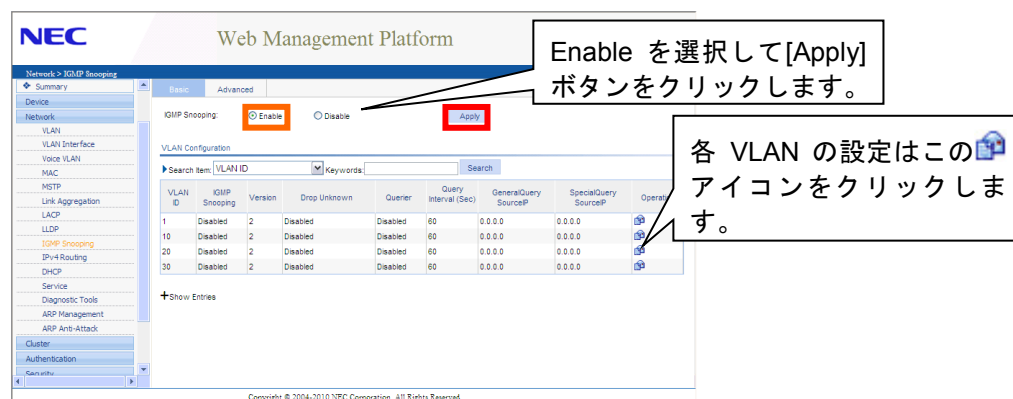 NEC
Web Management Platform
Network > IGMP Snooping
Summary
Device
Network
VLAN
VLAN Interface
Voice VLAN
MAC
MSTP
Link Aggregation
LACP
LLDP
IGMP Snooping
IPv4 Routing
DHCP
Service
Diagnostic Tools
ARP Management
ARP Anti-Attack
Cluster
Authentication
Security
Basic Advanced
IGMP Snooping: Enable Disable Apply
VLAN Configuration
Search Item: VLAN ID Keywords: Search
VLAN ID IGMP Snooping Version Drop Unknown Querier Query Interval (Sec) GeneralQuery SourceIP SpecialQuery SourceIP
1 Disabled 2 Disabled Disabled 60 0.0.0.0 0.0.0.0
10 Disabled 2 Disabled Disabled 60 0.0.0.0 0.0.0.0
20 Disabled 2 Disabled Disabled 60 0.0.0.0 0.0.0.0
30 Disabled 2 Disabled Disabled 60 0.0.0.0 0.0.0.0
+Show Entries
Copyright © 2004-2010 NEC Corporation. All Rights Reserved.
Enable を選択して[Apply]
ボタンをクリックします。
各 VLAN の設定はこの
アイコンをクリックしま
す。